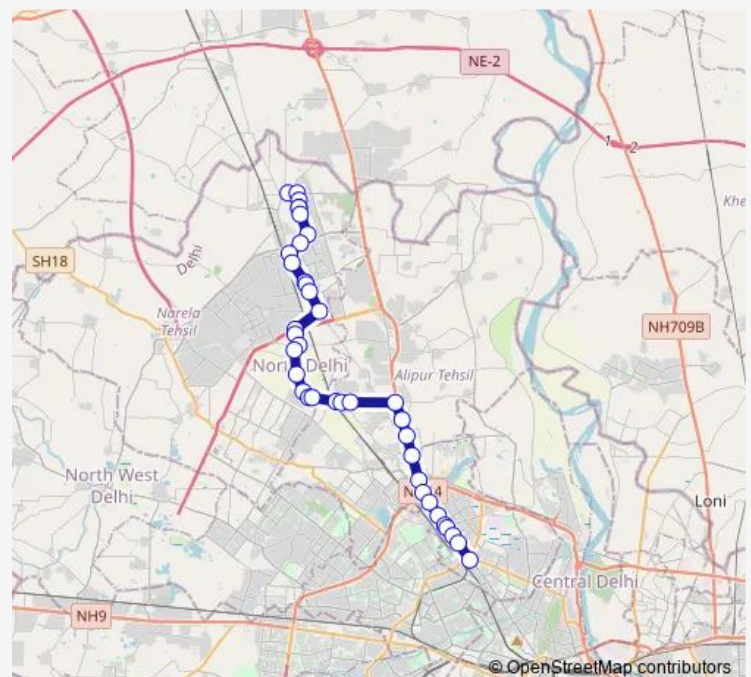 NE-2
1
2
Khe
Delhi
SH18
Narela
Tehsil
NH709B
North Delhi
Alipur Tehsil
North West
Delhi
Loni
Central Delhi
NH9
© OpenStreetMap contributors